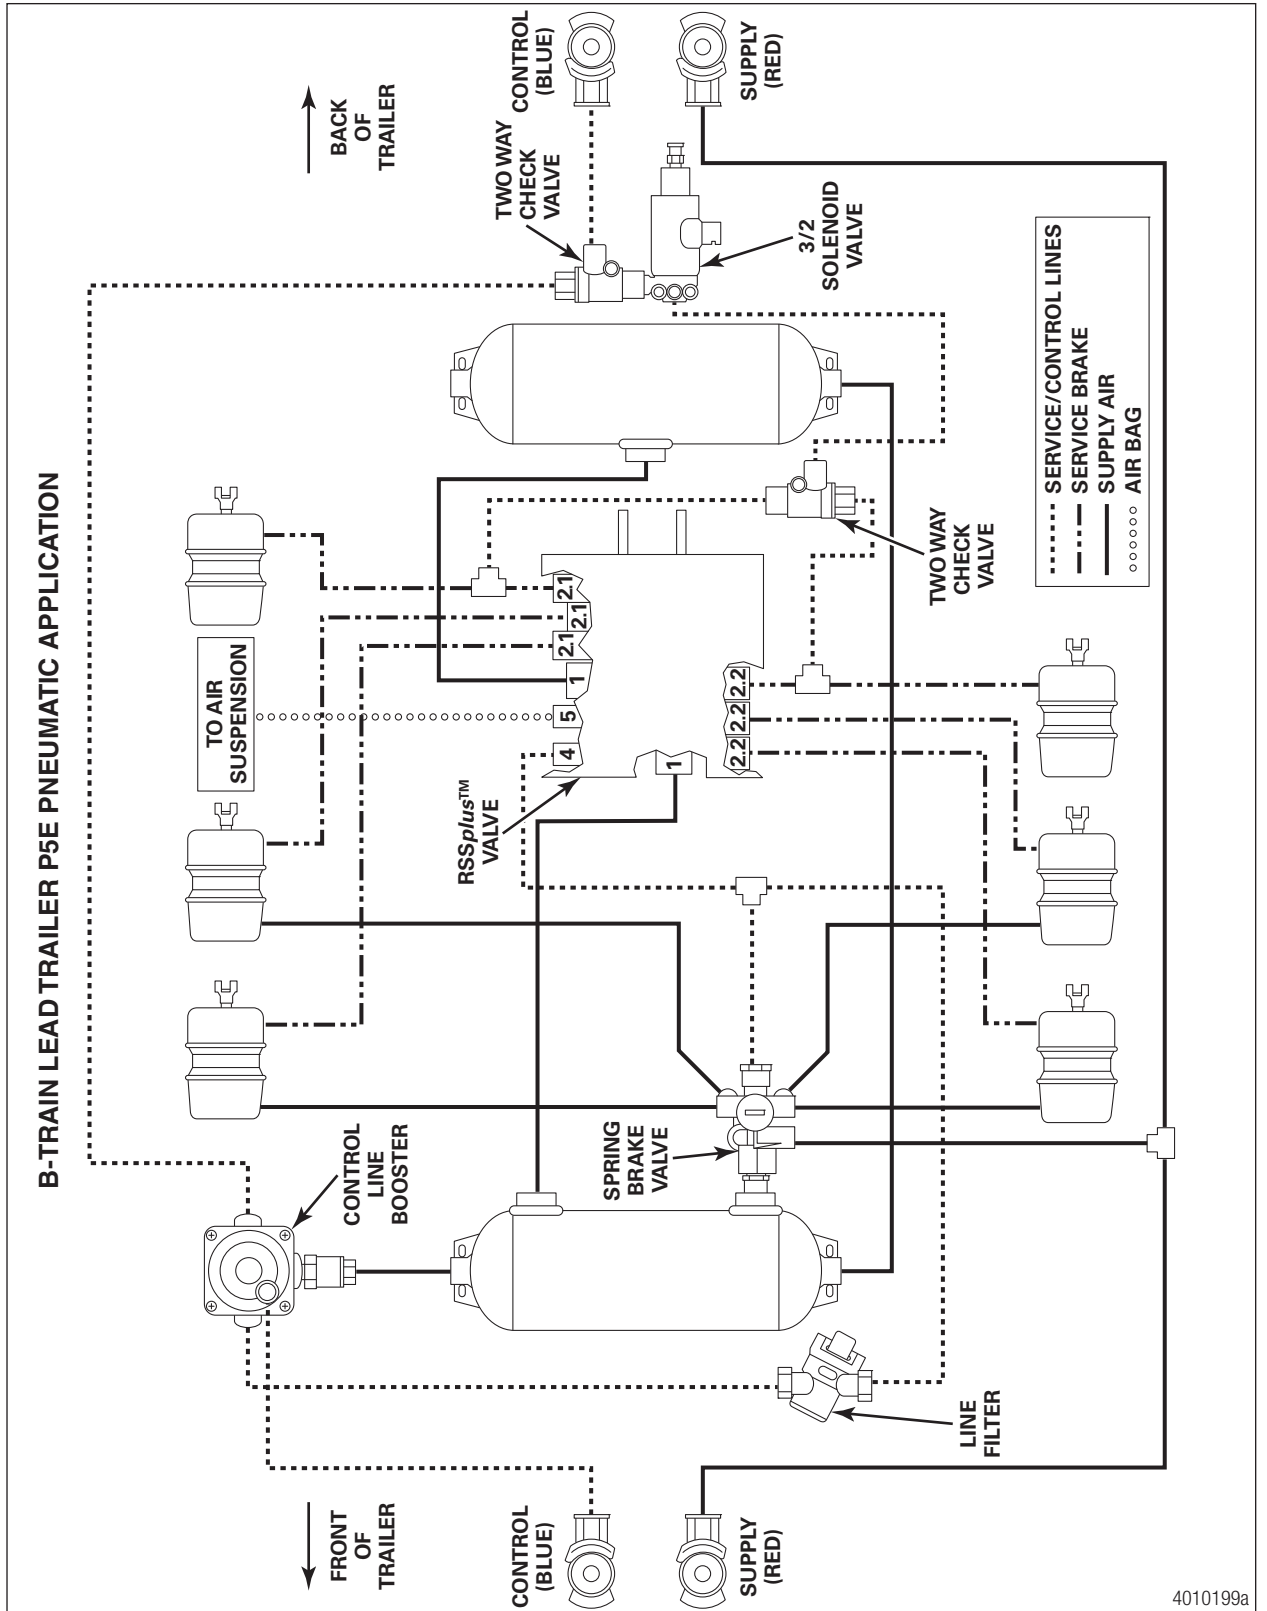 B-TRAIN LEAD TRAILER P5E PNEUMATIC APPLICATION
FRONT
OF
TRAILER
BACK
OF
TRAILER
CONTROL
LINE
BOOSTER
TO AIR
SUSPENSION
CONTROL
(BLUE)
SUPPLY
(RED)
LINE
FILTER
SPRING
BRAKE
VALVE
RSSplus™
VALVE
4
5
1
2.1
2.1
2.1
1
2.2
2.2
2.2
TWO WAY
CHECK
VALVE
TWO WAY
CHECK
VALVE
3/2
SOLENOID
VALVE
CONTROL
(BLUE)
SUPPLY
(RED)
SERVICE/CONTROL LINES
SERVICE BRAKE
SUPPLY AIR
AIR BAG
4010199a